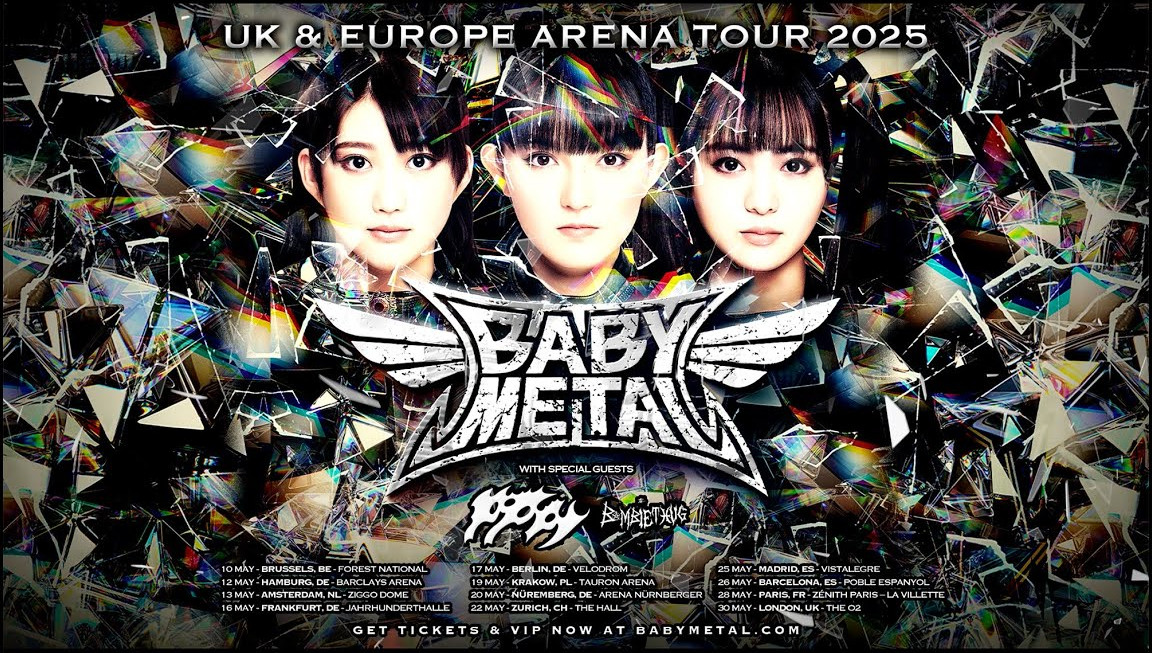 UK & EUROPE ARENA TOUR 2025
BABY
METAL
WITH SPECIAL GUESTS
POPPY BAMBIE THUG
10 MAY - BRUSSELS, BE - FOREST NATIONAL
12 MAY - HAMBURG, DE - BARCLAYS ARENA
13 MAY - AMSTERDAM, NL - ZIGGO DOME
16 MAY - FRANKFURT, DE - JAHRHUNDERTHALLE
17 MAY - BERLIN, DE - VELODROM
19 MAY - KRAKOW, PL - TAURON ARENA
20 MAY - NÜREMBERG, DE - ARENA NÜRNBERGER
22 MAY - ZURICH, CH - THE HALL
25 MAY - MADRID, ES - VISTALEGRE
26 MAY - BARCELONA, ES - POBLE ESPANYOL
28 MAY - PARIS, FR - ZÉNITH PARIS – LA VILLETTE
30 MAY - LONDON, UK - THE O2
GET TICKETS & VIP NOW AT BABYMETAL.COM